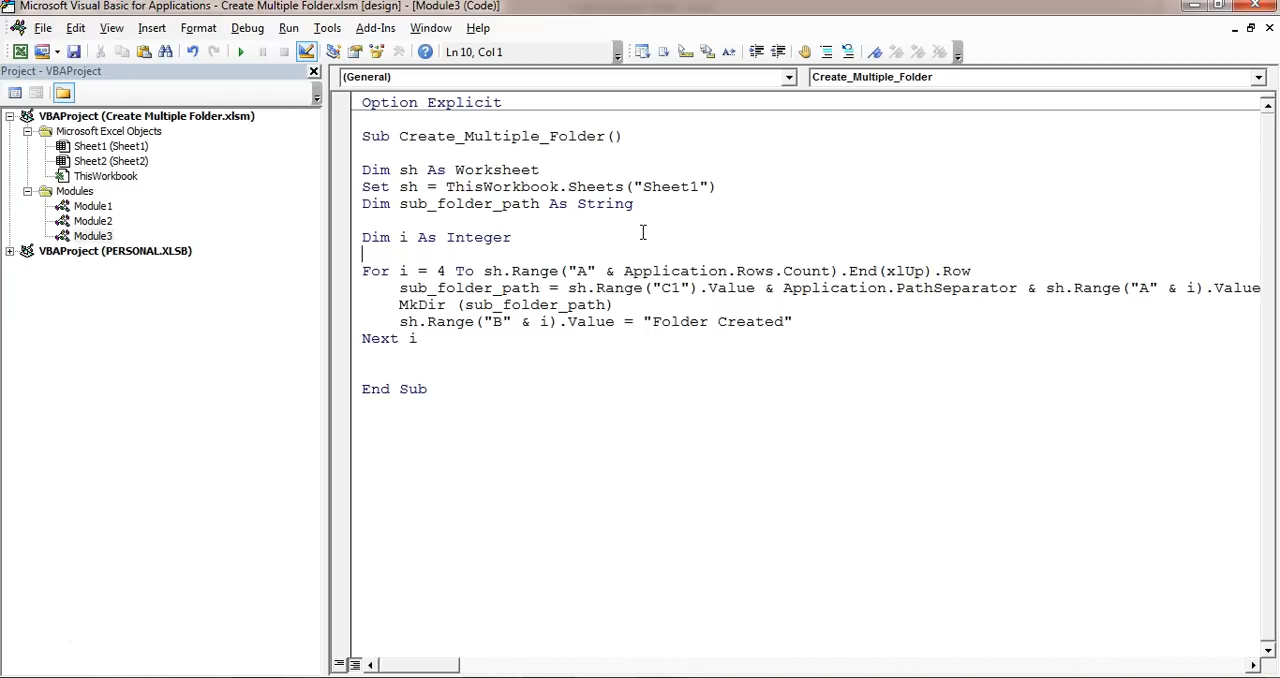 Microsoft Visual Basic for Applications - Create Multiple Folder.xlsm [design] - [Module3 (Code)]
File Edit View Insert Format Debug Run Tools Add-Ins Window Help
Ln 10, Col 1
Project - VBAProject
(General) Create_Multiple_Folder
VBAProject (Create Multiple Folder.xlsm)
Microsoft Excel Objects
Sheet1 (Sheet1)
Sheet2 (Sheet2)
ThisWorkbook
Modules
Module1
Module2
Module3
VBAProject (PERSONAL.XLSB)
Option Explicit
Sub Create_Multiple_Folder()
Dim sh As Worksheet
Set sh = ThisWorkbook.Sheets("Sheet1")
Dim sub_folder_path As String
Dim i As Integer
For i = 4 To sh.Range("A" & Application.Rows.Count).End(xlUp).Row
sub_folder_path = sh.Range("C1").Value & Application.PathSeparator & sh.Range("A" & i).Value
MkDir (sub_folder_path)
sh.Range("B" & i).Value = "Folder Created"
Next i
End Sub